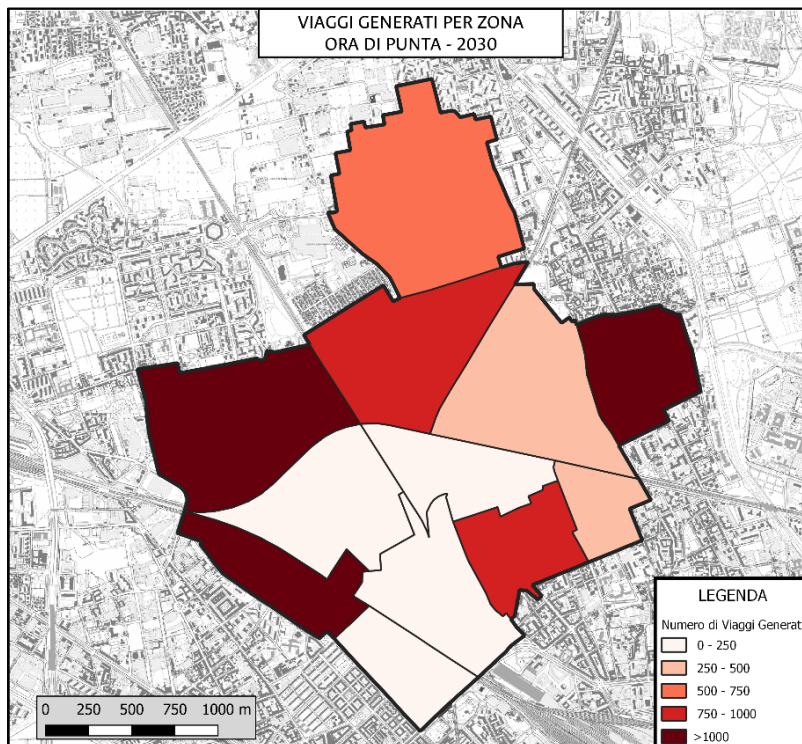 VIAGGI GENERATI PER ZONA
ORA DI PUNTA - 2030
LEGENDA
Numero di Viaggi Generat
0 - 250
250 - 500
500 - 750
750 - 1000
>1000
0 250 500 750 1000 m